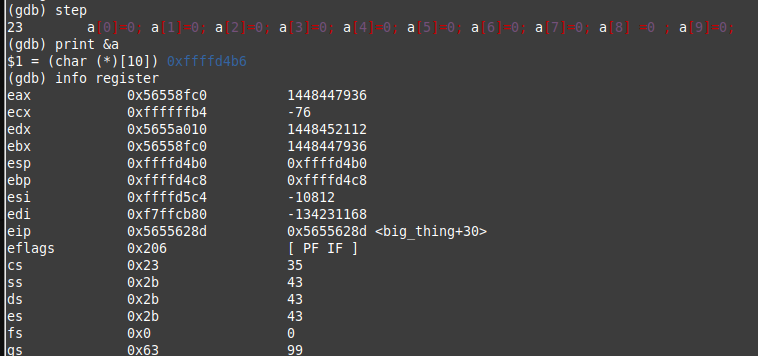 (gdb) step
23 a[0]=0; a[1]=0; a[2]=0; a[3]=0; a[4]=0; a[5]=0; a[6]=0; a[7]=0; a[8] =0 ; a[9]=0;
(gdb) print &a
$1 = (char (*)[10]) 0xffffd4b6
(gdb) info register
eax 0x56558fc0 1448447936
ecx 0xffffffb4 -76
edx 0x5655a010 1448452112
ebx 0x56558fc0 1448447936
esp 0xffffd4b0 0xffffd4b0
ebp 0xffffd4c8 0xffffd4c8
esi 0xffffd5c4 -10812
edi 0xf7ffcb80 -134231168
eip 0x5655628d 0x5655628d <big_thing+30>
eflags 0x206 [ PF IF ]
cs 0x23 35
ss 0x2b 43
ds 0x2b 43
es 0x2b 43
fs 0x0 0
gs 0x63 99